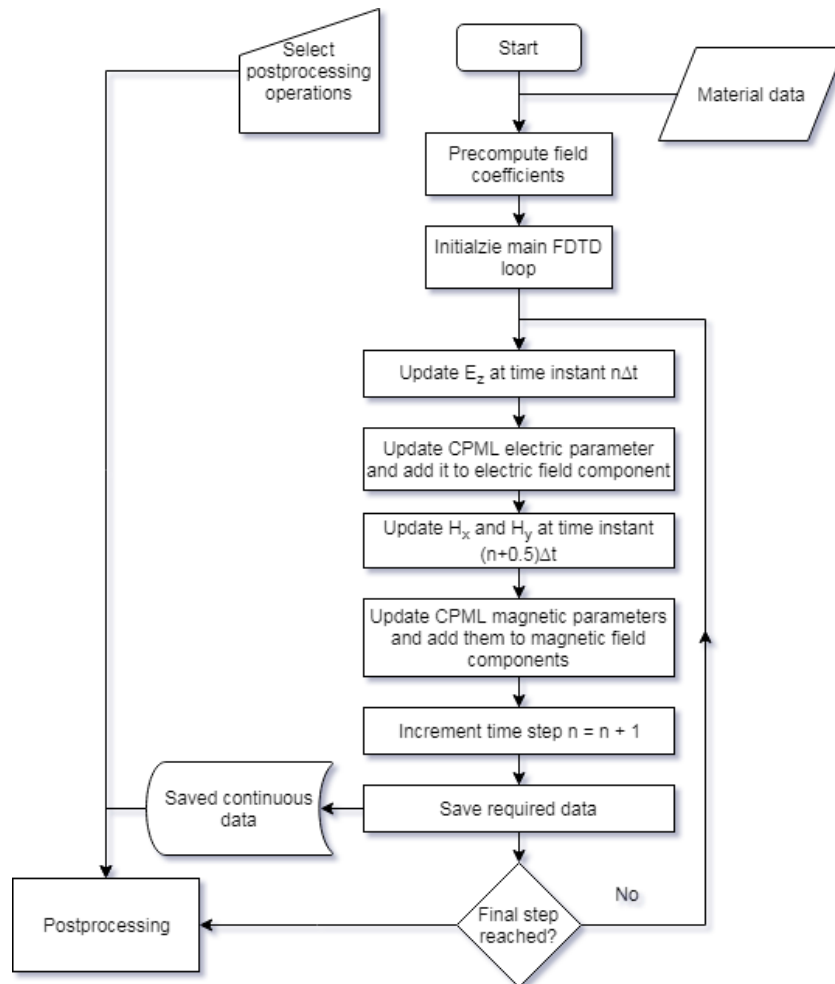 Select
postprocessing
operations
Start
Material data
Precompute field
coefficients
Initialzie main FDTD
loop
Update E_z at time instant nΔt
Update CPML electric parameter
and add it to electric field component
Update H_x and H_y at time instant
(n+0.5)Δt
Update CPML magnetic parameters
and add them to magnetic field
components
Increment time step n = n + 1
Saved continuous
data
Save required data
Postprocessing
Final step
reached?
No